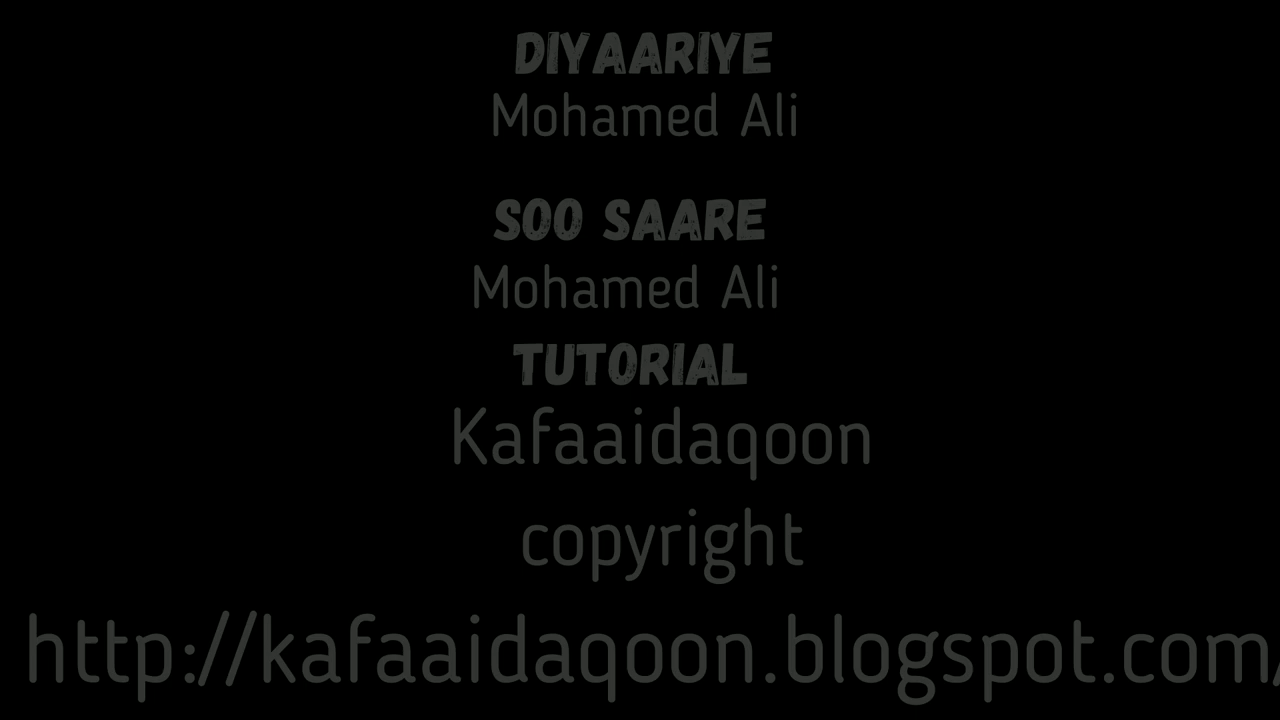 DIYAARIYE
Mohamed Ali
SOO SAARE
Mohamed Ali
TUTORIAL
Kafaaidaqoon
copyright
http://kafaaidaqoon.blogspot.com/